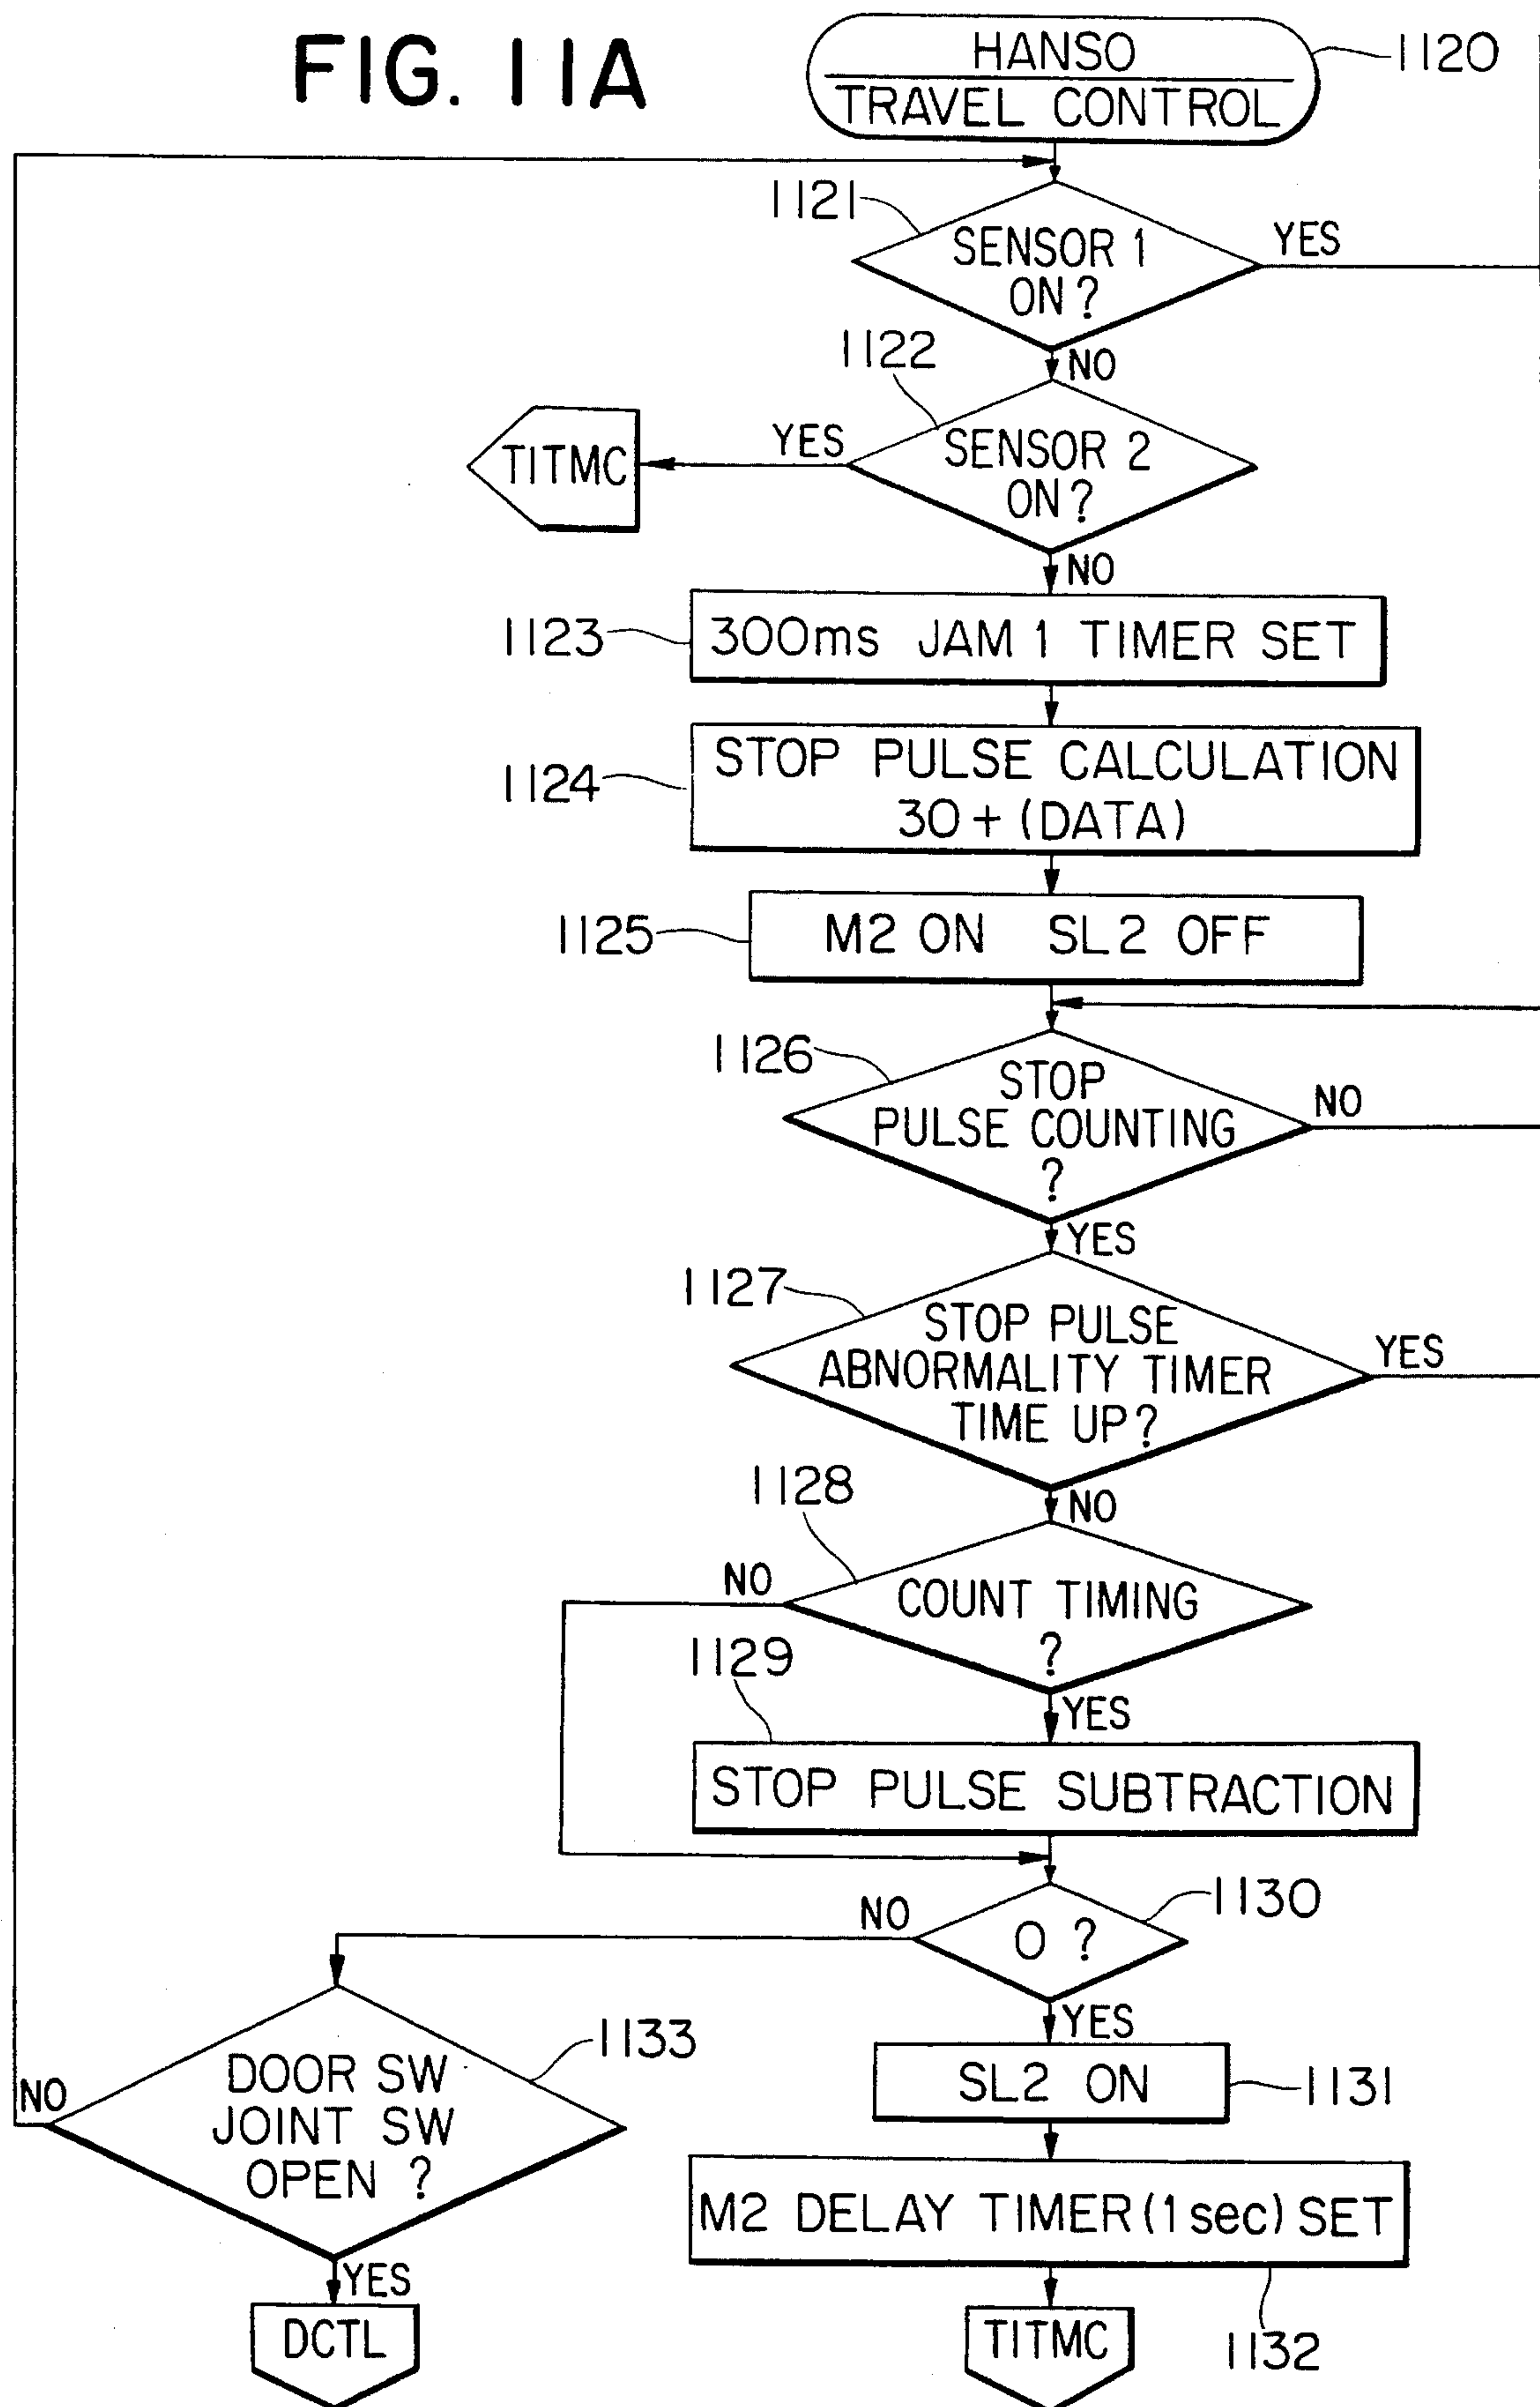 FIG. 11A
HANSO
TRAVEL CONTROL
1120
1121
SENSOR 1
ON?
YES
NO
1122
SENSOR 2
ON?
YES
TITMC
NO
1123
300ms JAM 1 TIMER SET
1124
STOP PULSE CALCULATION
30 + (DATA)
1125
M2 ON SL2 OFF
1126
STOP
PULSE COUNTING
?
NO
YES
1127
STOP PULSE
ABNORMALITY TIMER
TIME UP?
YES
NO
1128
COUNT TIMING
?
NO
YES
1129
STOP PULSE SUBTRACTION
1130
0 ?
NO
YES
1131
SL2 ON
1133
DOOR SW
JOINT SW
OPEN ?
NO
YES
DCTL
M2 DELAY TIMER (1 sec) SET
1132
TITMC